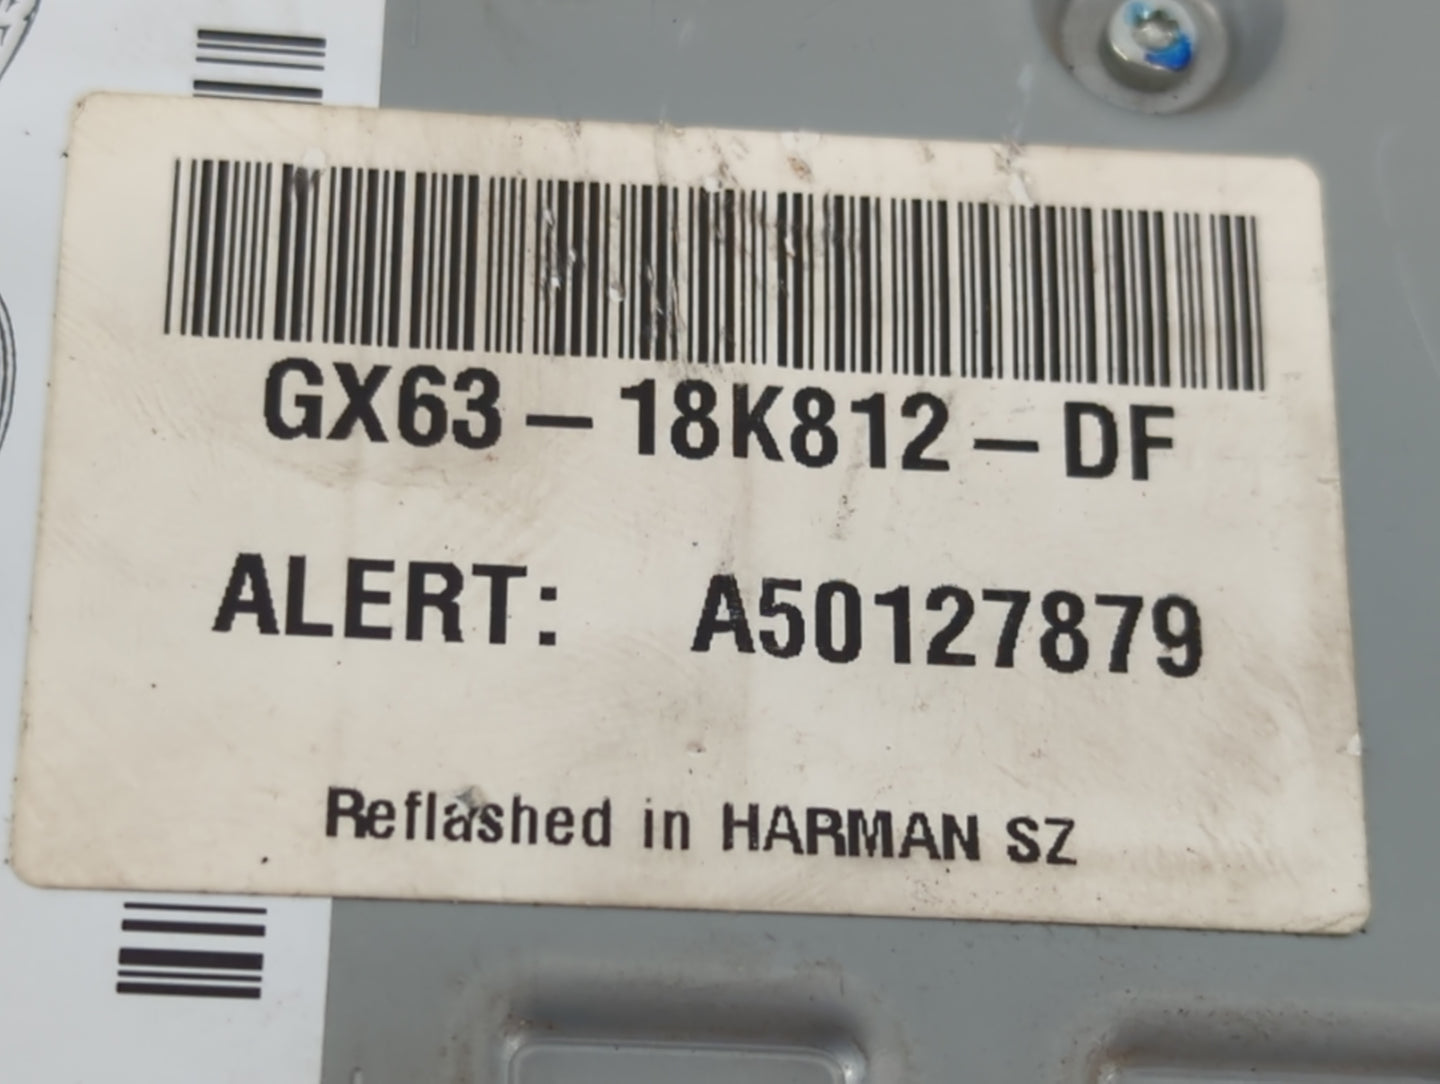 GX63-18K812-DF
ALERT: A50127879
Reflashed in HARMAN SZ